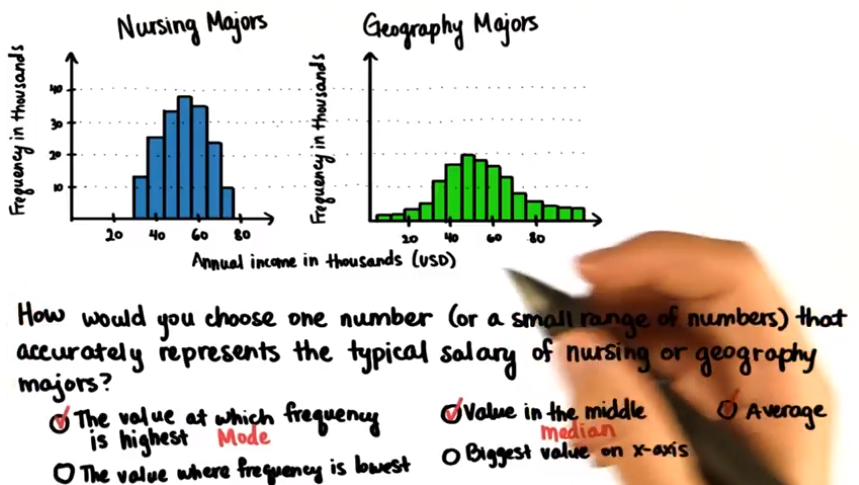 Nursing Majors
Geography Majors
Frequency in thousands
40
30
20
10
20 40 60 80
Frequency in thousands
20 40 60 80
Annual income in thousands (USD)
How would you choose one number (or a small range of numbers) that
accurately represents the typical salary of nursing or geography
majors?
The value at which frequency
is highest Mode
The value where frequency is lowest
Value in the middle
median
Biggest value on x-axis
Average